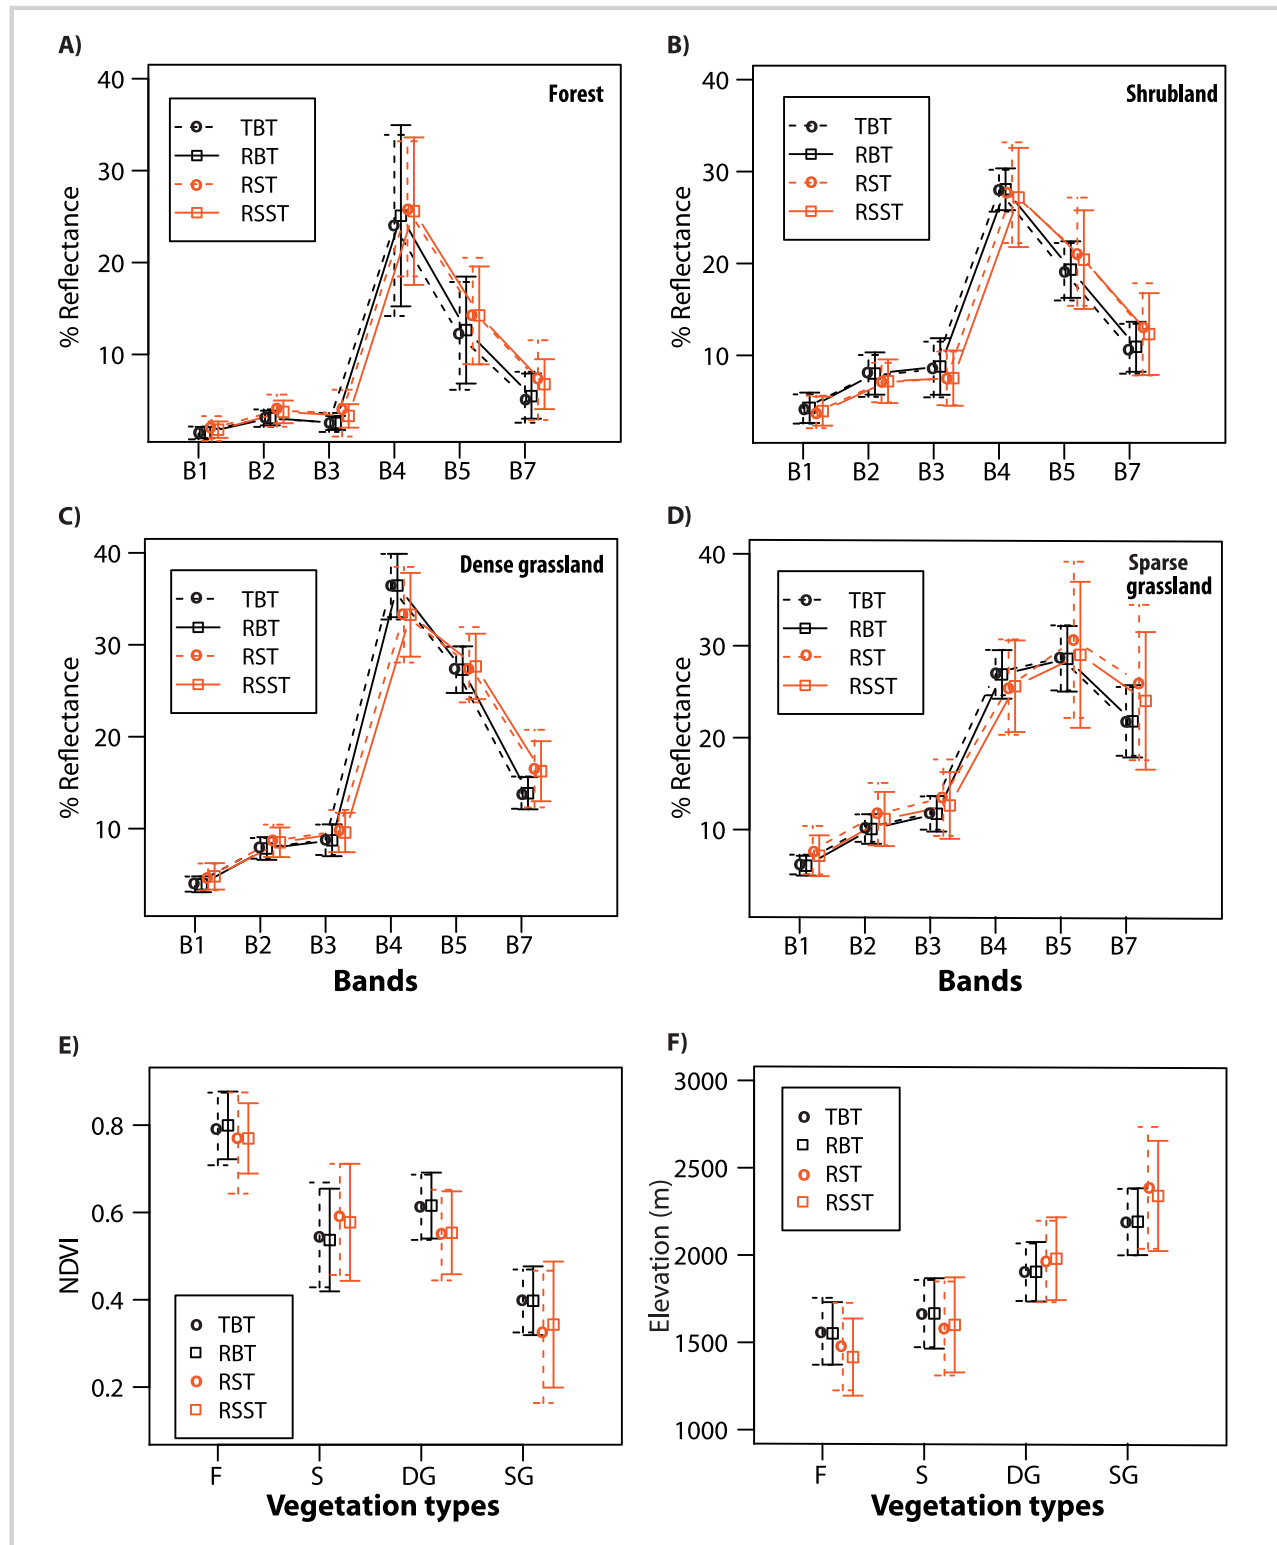 A)
Forest
% Reflectance
40
30
20
10
TBT
RBT
RST
RSST
B1 B2 B3 B4 B5 B7
B)
Shrubland
% Reflectance
40
30
20
10
TBT
RBT
RST
RSST
B1 B2 B3 B4 B5 B7
C)
Dense grassland
% Reflectance
40
30
20
10
TBT
RBT
RST
RSST
B1 B2 B3 B4 B5 B7
Bands
D)
Sparse
grassland
% Reflectance
40
30
20
10
TBT
RBT
RST
RSST
B1 B2 B3 B4 B5 B7
Bands
E)
NDVI
0.8
0.6
0.4
0.2
TBT
RBT
RST
RSST
F S DG SG
Vegetation types
F)
Elevation (m)
3000
2500
2000
1500
1000
TBT
RBT
RST
RSST
F S DG SG
Vegetation types